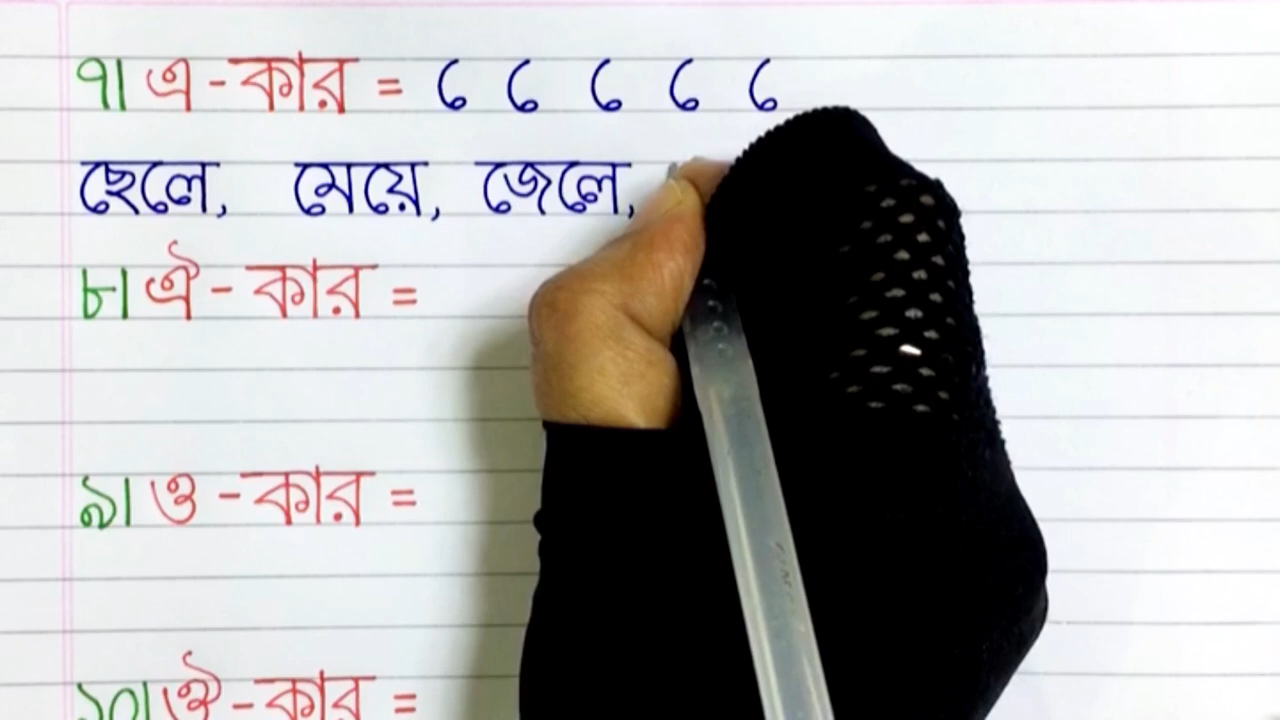 ৭। এ-কার = ে ে ে ে ে
ছেলে, মেয়ে, জেলে,
৮। ঐ-কার =
৯। ও-কার =
১০। ঔ-কার =